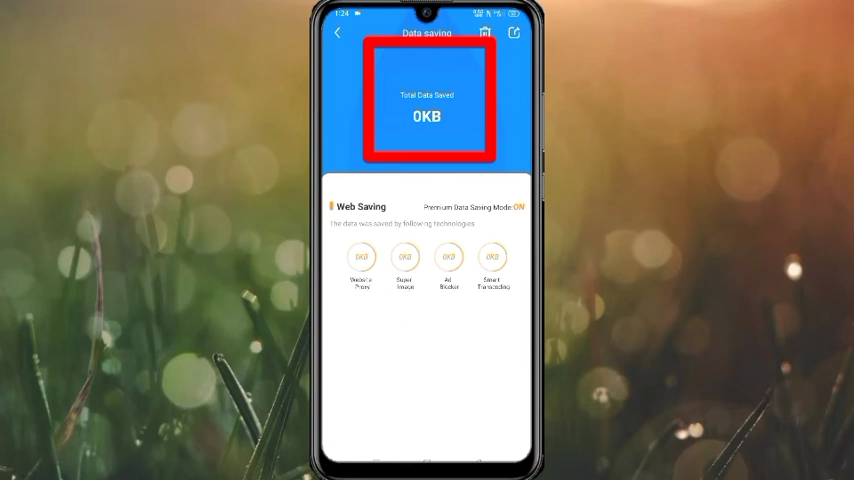 1:24
Data saving
Total Data Saved
0KB
Web Saving
Premium Data Saving Mode:ON
The data was saved by following technologies
0KB 0KB 0KB 0KB
Website Super Ad Smart
Proxy Image Blocker Transcoding